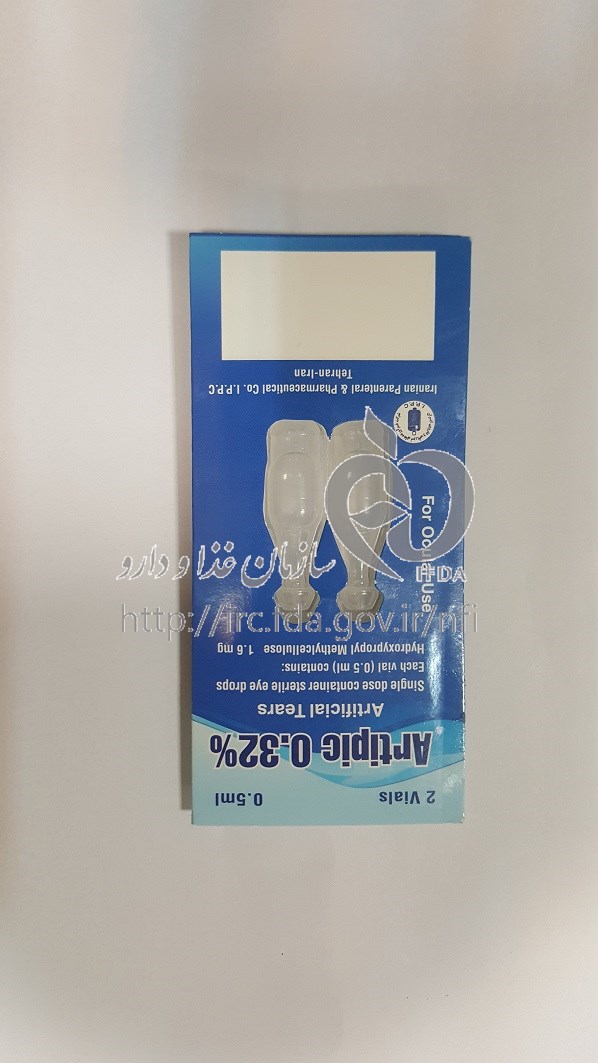 2 Vials 0.5ml
Artipic 0.32%
Artificial Tears
Single dose container sterile eye drops
Each vial (0.5 ml) contains:
Hydroxypropyl Methylcellulose 1.6 mg
For Ocular Use
I.P.P.C
Iranian Parenteral & Pharmaceutical Co. I.P.P.C
Tehran-Iran
سازمان غذا و دارو
IFDA
http://irc.fda.gov.ir/nfi